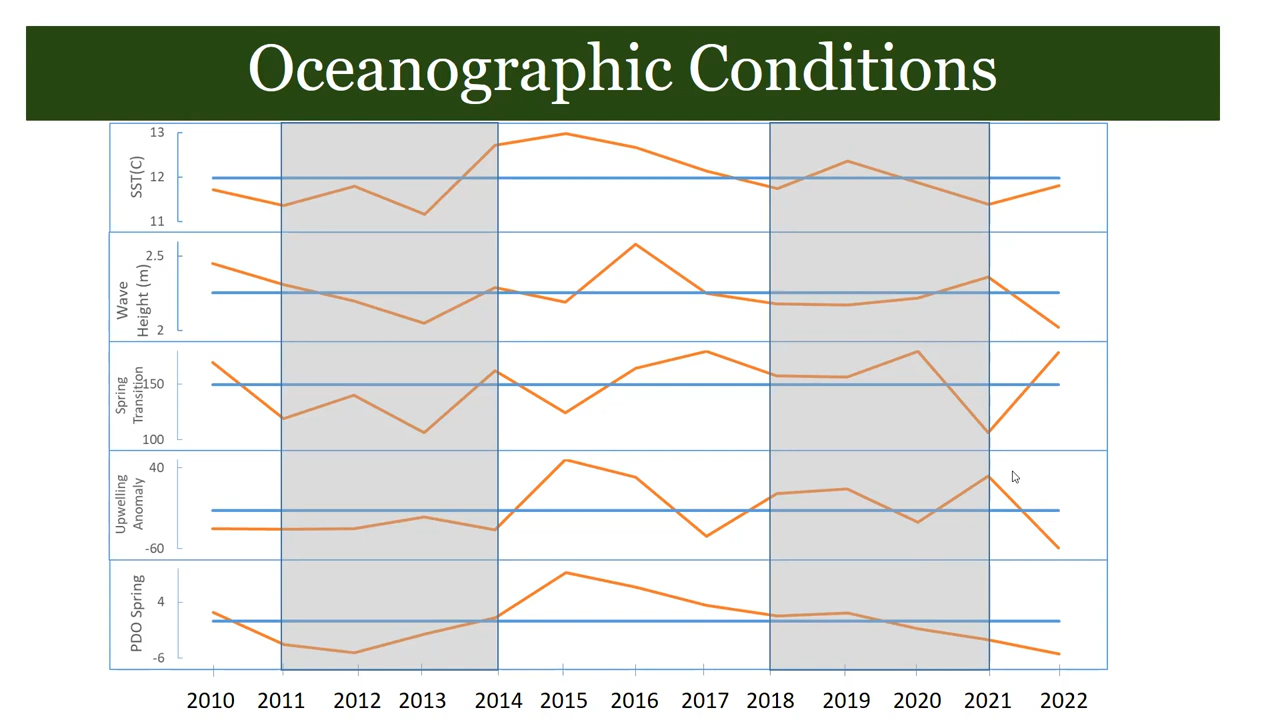 Oceanographic Conditions
SST(C)
13
12
11
Wave
Height (m)
2.5
2
Spring
Transition
150
100
Upwelling
Anomaly
40
-60
PDO Spring
4
-6
2010 2011 2012 2013 2014 2015 2016 2017 2018 2019 2020 2021 2022